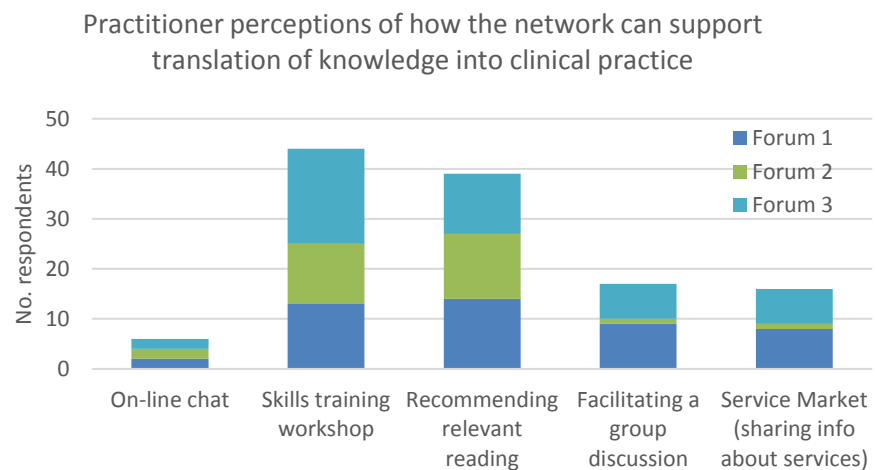 Practitioner perceptions of how the network can support
translation of knowledge into clinical practice
50
40
30
20
10
0
No. respondents
Forum 1
Forum 2
Forum 3
On-line chat
Skills training
workshop
Recommending
relevant
reading
Facilitating a
group
discussion
Service Market
(sharing info
about services)